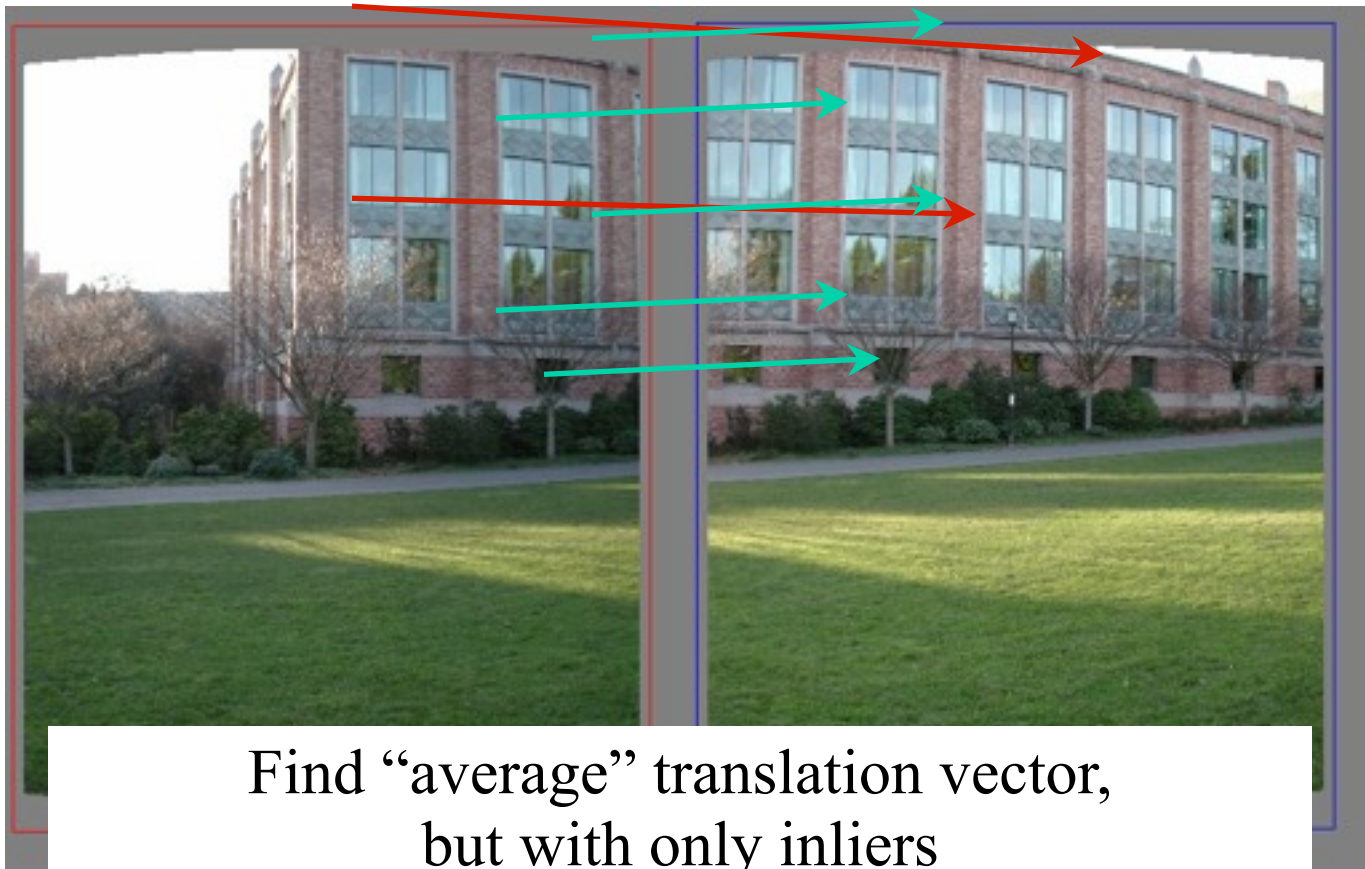 Find “average” translation vector,
but with only inliers